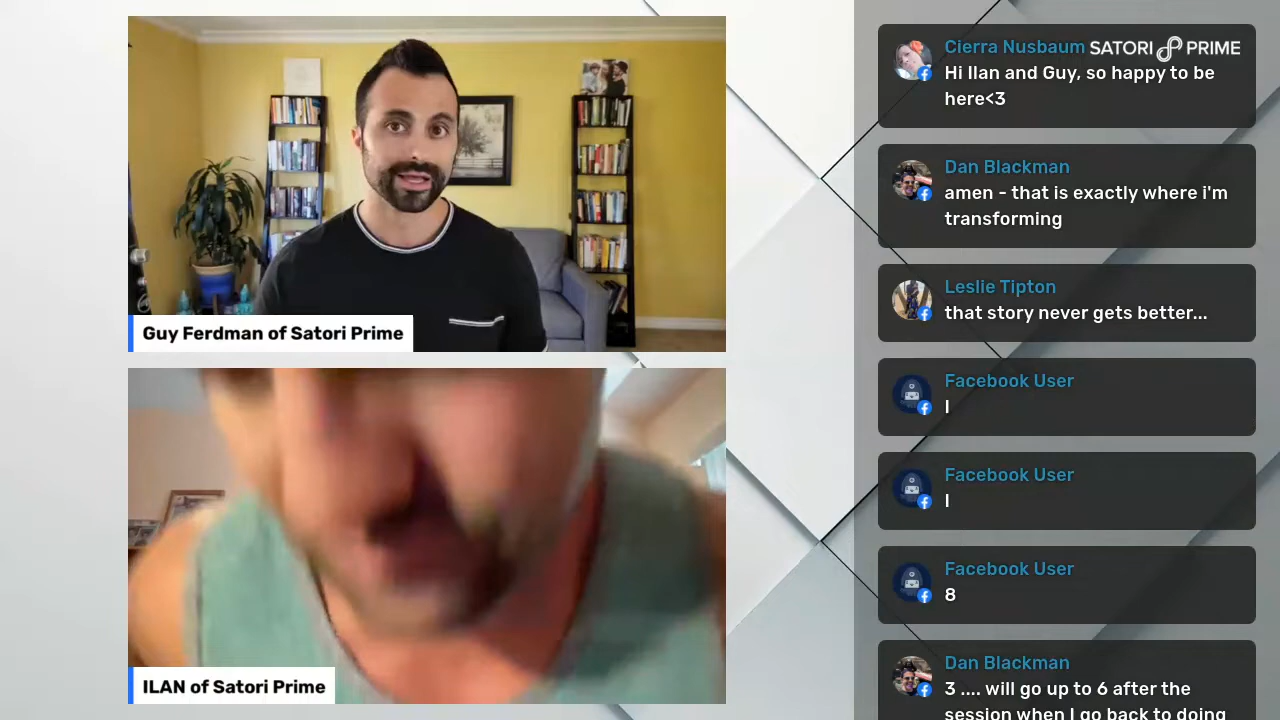 Guy Ferdman of Satori Prime
ILAN of Satori Prime
SATORI PRIME
Cierra Nusbaum
Hi Ilan and Guy, so happy to be
here<3
Dan Blackman
amen - that is exactly where i'm
transforming
Leslie Tipton
that story never gets better...
Facebook User
I
Facebook User
I
Facebook User
8
Dan Blackman
3 .... will go up to 6 after the
session when I go back to doing